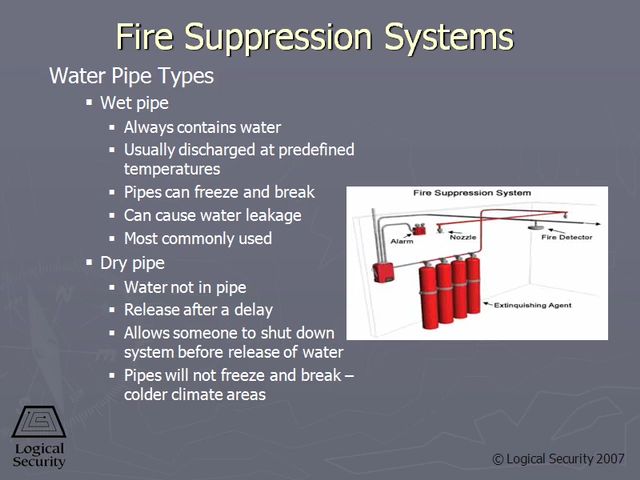 Fire Suppression Systems
Water Pipe Types
Wet pipe
Always contains water
Usually discharged at predefined
temperatures
Pipes can freeze and break
Can cause water leakage
Most commonly used
Dry pipe
Water not in pipe
Release after a delay
Allows someone to shut down
system before release of water
Pipes will not freeze and break –
colder climate areas
Fire Suppression System
Alarm
Nozzle
Fire Detector
Extinguishing Agent
Logical
Security
© Logical Security 2007